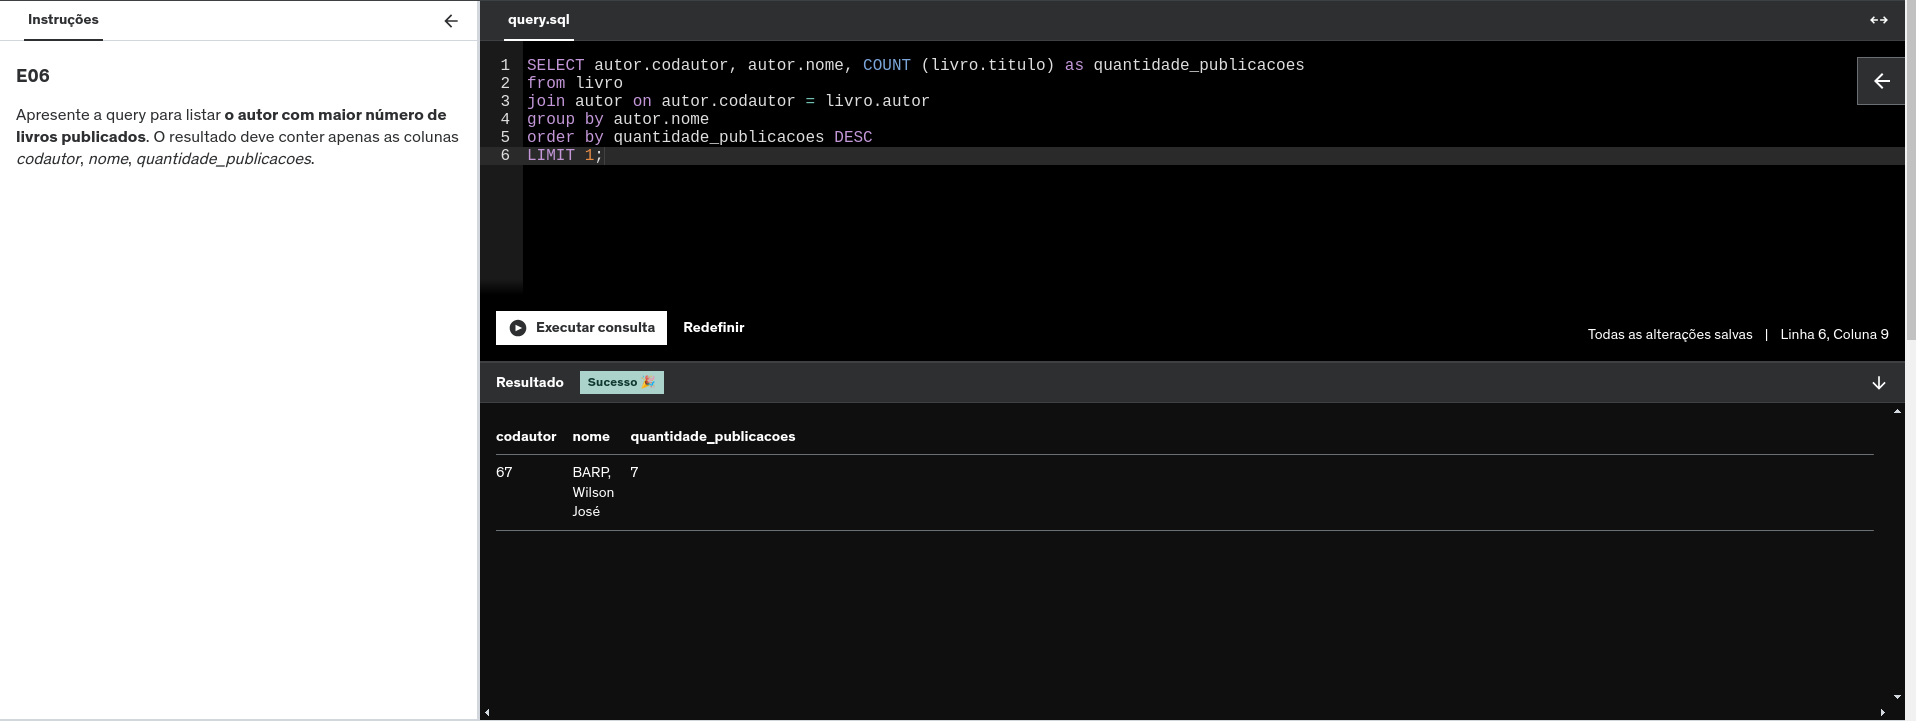 Instruções
E06
Apresente a query para listar o autor com maior número de
livros publicados. O resultado deve conter apenas as colunas
codautor, nome, quantidade_publicacoes.
query.sql
1 SELECT autor.codautor, autor.nome, COUNT (livro.titulo) as quantidade_publicacoes
2 from livro
3 join autor on autor.codautor = livro.autor
4 group by autor.nome
5 order by quantidade_publicacoes DESC
6 LIMIT 1;
Executar consulta Redefinir
Todas as alterações salvas | Linha 6, Coluna 9
Resultado Sucesso 🎉
codautor nome quantidade_publicacoes
67 BARP, 7
Wilson
José